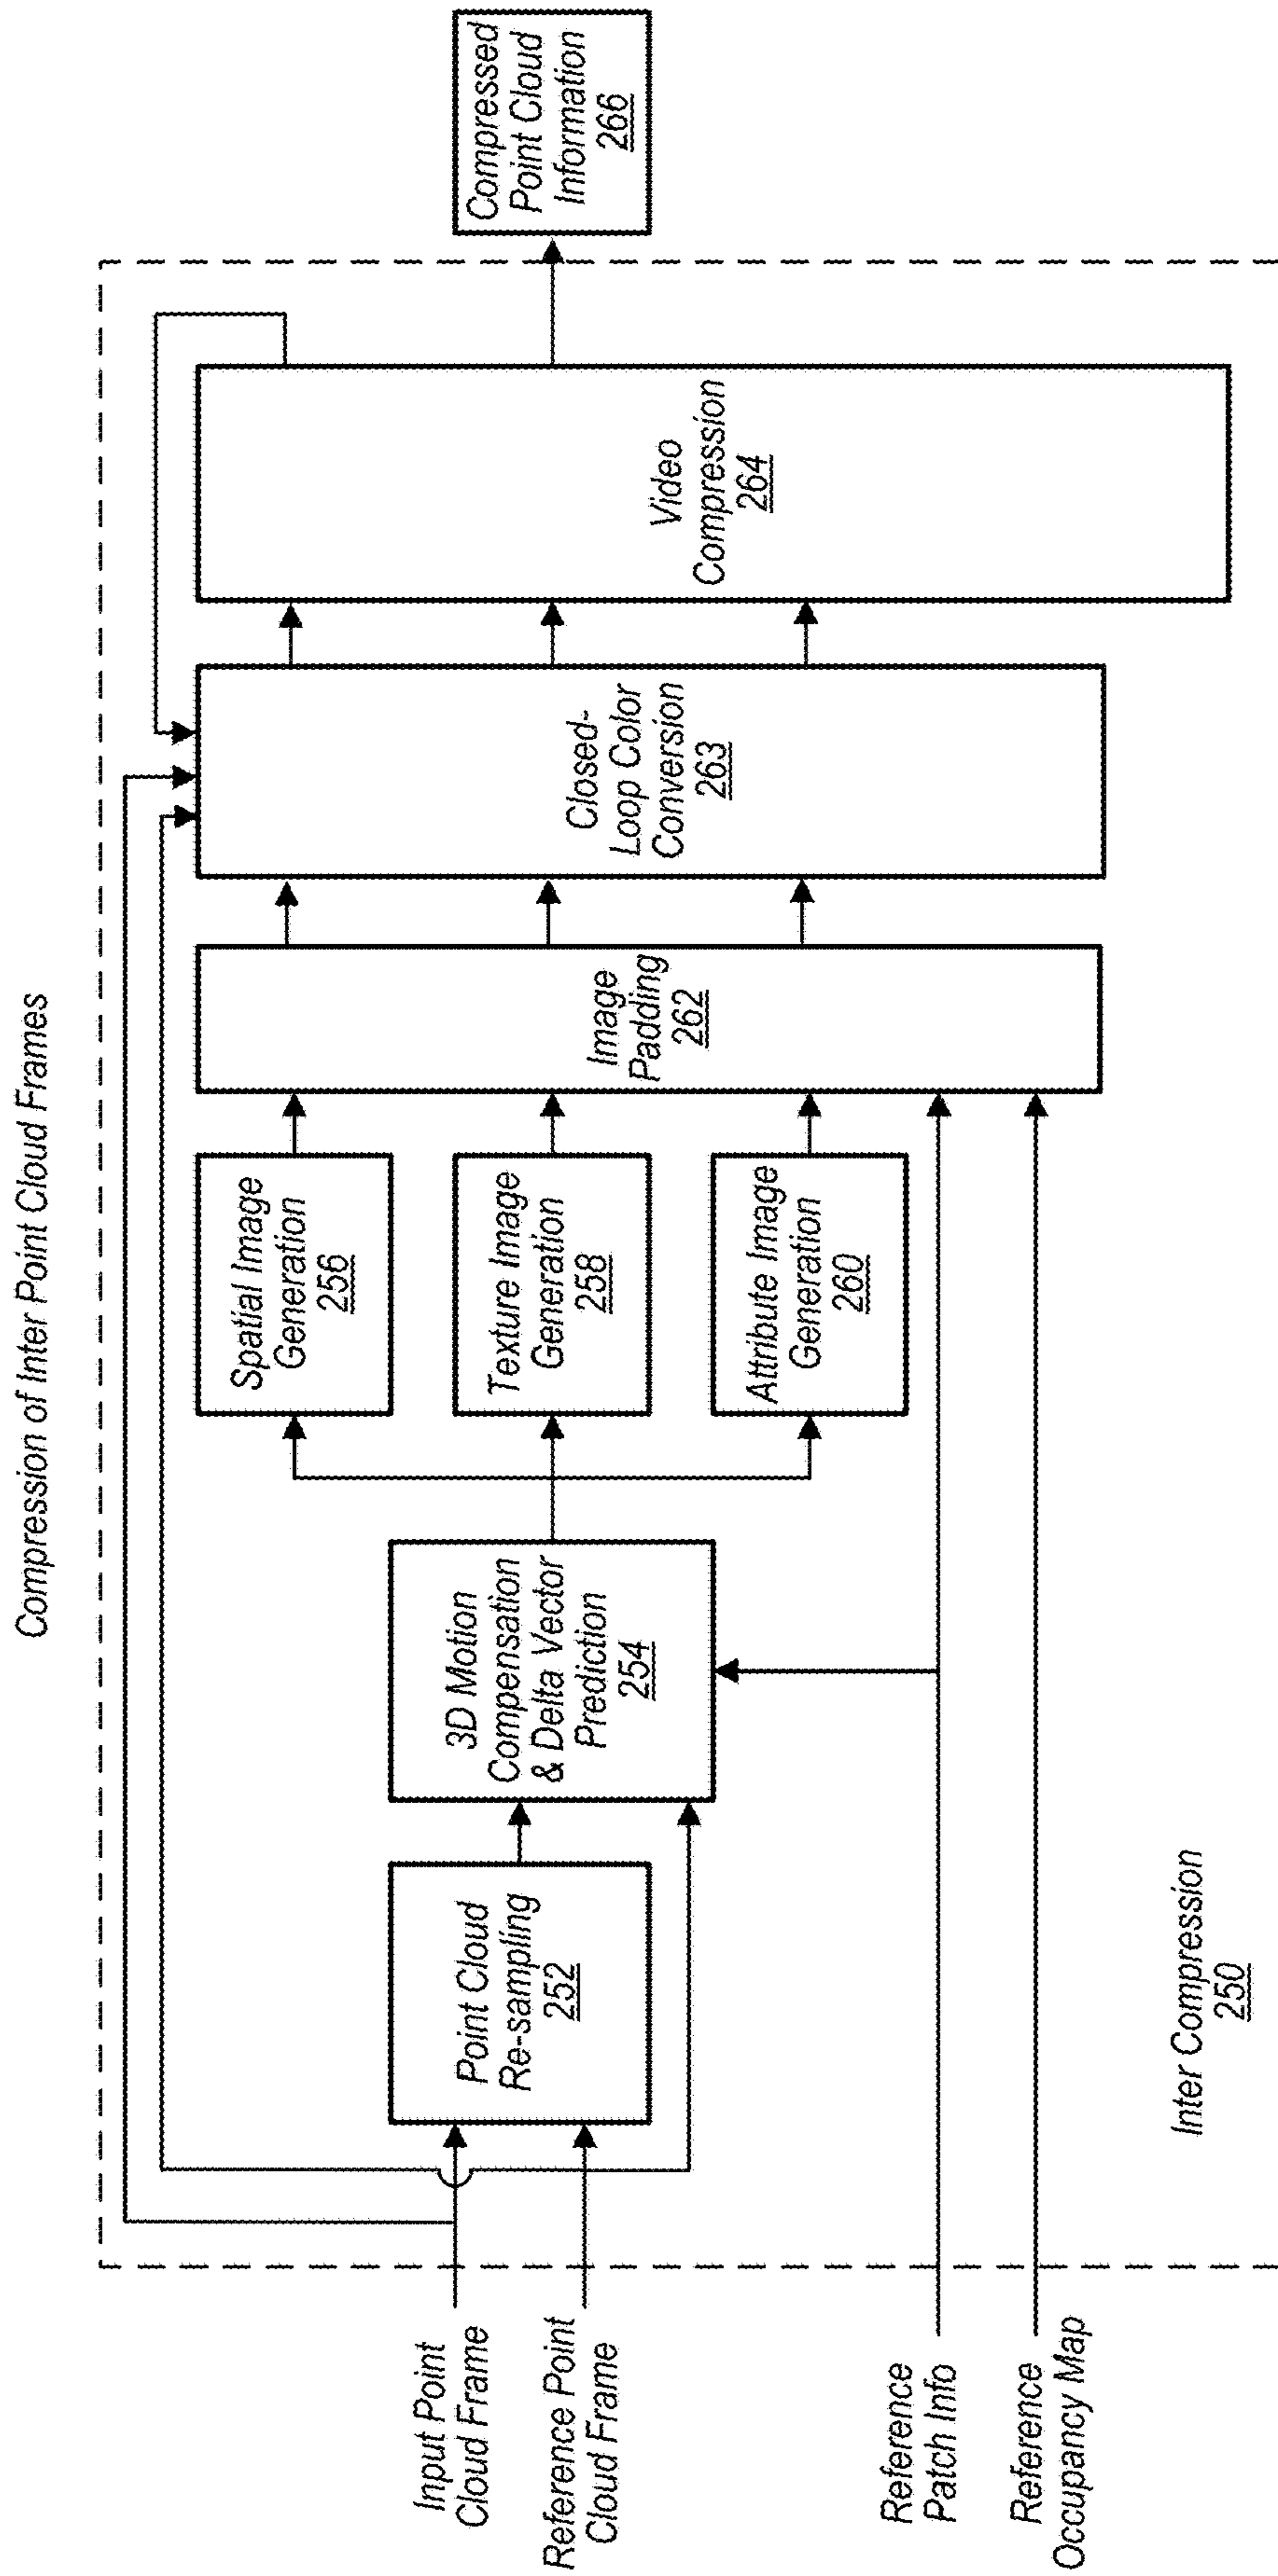 Compression of Inter Point Cloud Frames
Input Point
Cloud Frame
Reference Point
Cloud Frame
Reference
Patch Info
Reference
Occupancy Map
Point Cloud
Re-sampling
252
3D Motion
Compensation
& Delta Vector
Prediction
254
Spatial Image
Generation
256
Texture Image
Generation
258
Attribute Image
Generation
260
Image
Padding
262
Closed-
Loop Color
Conversion
263
Video
Compression
264
Compressed
Point Cloud
Information
266
Inter Compression
250